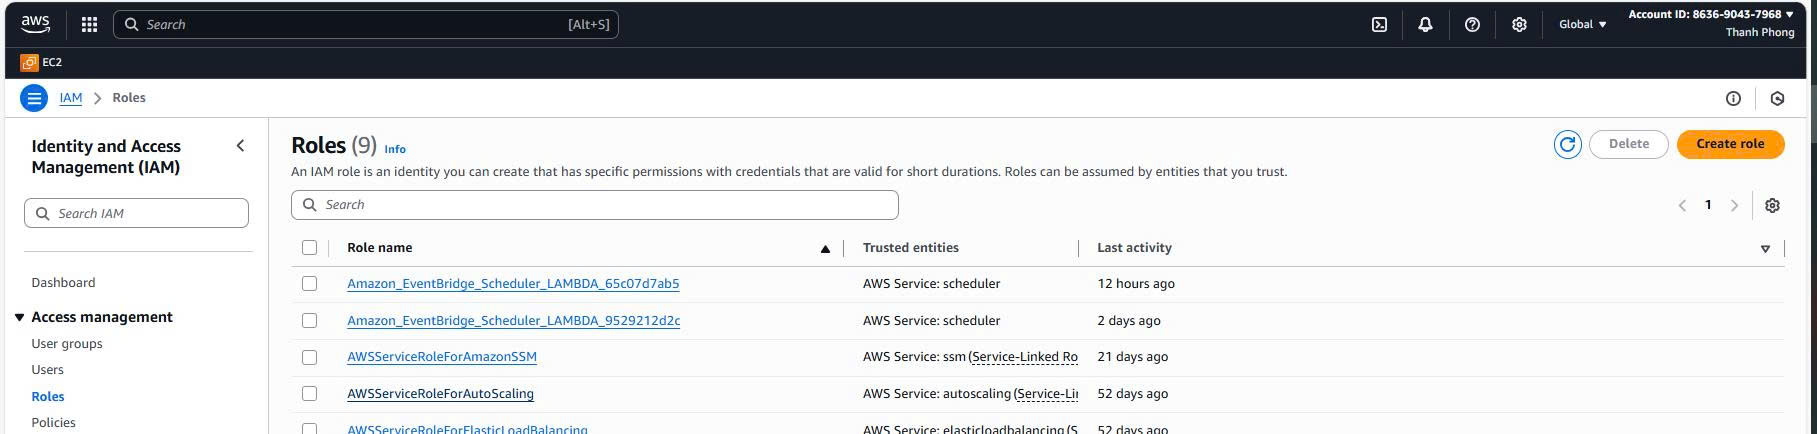 aws
Search [Alt+S]
Global
Account ID: 8636-9043-7968
Thanh Phong
EC2
IAM Roles
Identity and Access Management (IAM)
Search IAM
Dashboard
Access management
User groups
Users
Roles
Policies
Roles (9) Info
Delete
Create role
An IAM role is an identity you can create that has specific permissions with credentials that are valid for short durations. Roles can be assumed by entities that you trust.
Search
1
Role name Trusted entities Last activity
Amazon_EventBridge_Scheduler_LAMBDA_65c07d7ab5 AWS Service: scheduler 12 hours ago
Amazon_EventBridge_Scheduler_LAMBDA_9529212d2c AWS Service: scheduler 2 days ago
AWSServiceRoleForAmazonSSM AWS Service: ssm (Service-Linked Ro 21 days ago
AWSServiceRoleForAutoScaling AWS Service: autoscaling (Service-Li 52 days ago
AWSServiceRoleForElasticLoadBalancing AWS Service: elasticloadbalancing (S 52 days ago